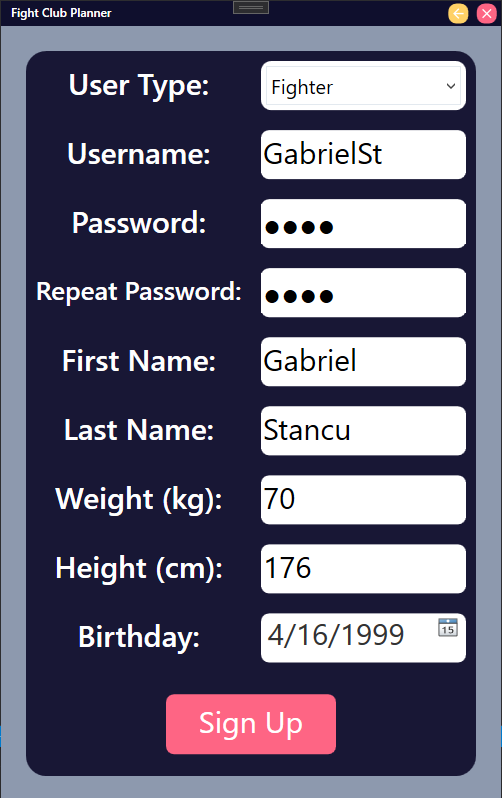 Fight Club Planner
User Type: Fighter
Username: GabrielSt
Password: ●●●●
Repeat Password: ●●●●
First Name: Gabriel
Last Name: Stancu
Weight (kg): 70
Height (cm): 176
Birthday: 4/16/1999 15
Sign Up